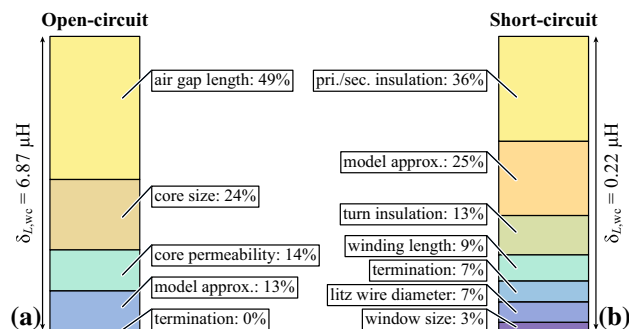 Open-circuit
δL,wc = 6.87 μH
air gap length: 49%
core size: 24%
core permeability: 14%
model approx.: 13%
termination: 0%
(a)
Short-circuit
pri./sec. insulation: 36%
model approx.: 25%
turn insulation: 13%
winding length: 9%
termination: 7%
litz wire diameter: 7%
window size: 3%
δL,wc = 0.22 μH
(b)